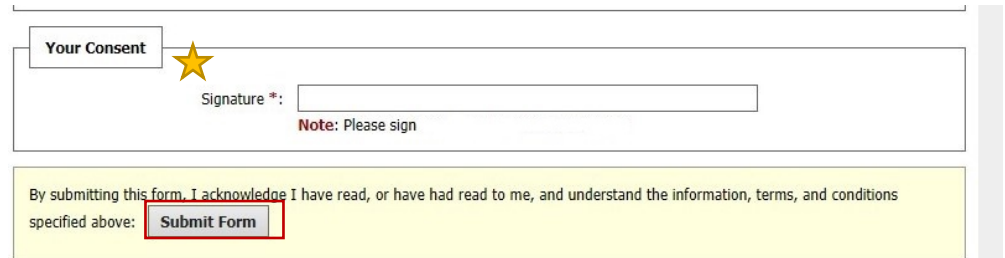 Your Consent
Signature *:
Note: Please sign
By submitting this form, I acknowledge I have read, or have had read to me, and understand the information, terms, and conditions
specified above: Submit Form